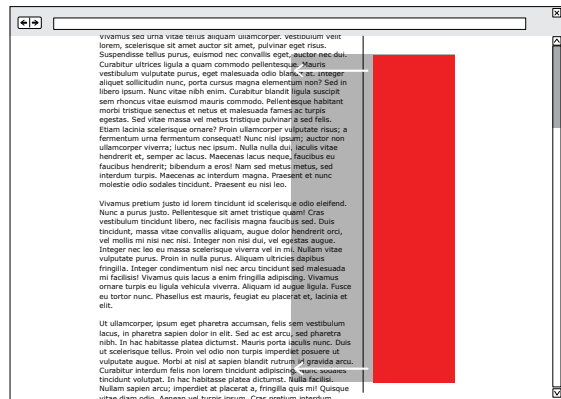 Vivamus sed urna vitae tellus aliquam ullamcorper. Vestibulum velit
lorem, scelerisque sit amet auctor sit amet, pulvinar eget risus.
Suspendisse tellus purus, euismod nec convallis eget, auctor nec dui.
Curabitur ultrices ligula a quam commodo pellentesque. Mauris
vestibulum vulputate purus, eget malesuada odio blandit at. Integer
aliquet sollicitudin nunc, porta cursus magna elementum non? Sed in
libero ipsum. Nunc vitae nibh enim. Curabitur blandit ligula suscipit
sem rhoncus vitae euismod mauris commodo. Pellentesque habitant
morbi tristique senectus et netus et malesuada fames ac turpis
egestas. Sed vitae massa vel metus tristique pulvinar a sed felis.
Etiam lacinia scelerisque ornare? Proin ullamcorper vulputate risus; a
fermentum urna fermentum consequat! Nunc nisl ipsum; auctor non
ullamcorper viverra; luctus nec ipsum. Nulla nulla dui, iaculis vitae
hendrerit et, semper ac lacus. Maecenas lacus neque, faucibus eu
faucibus hendrerit; bibendum a eros! Nam sed metus metus, sed
interdum turpis. Maecenas ac interdum magna. Praesent et nunc
molestie odio sodales tincidunt. Praesent eu nisi leo.
Vivamus pretium justo id lorem tincidunt id scelerisque odio eleifend.
Nunc a purus justo. Pellentesque sit amet tristique quam! Cras
vestibulum tincidunt libero, nec facilisis magna faucibus sed. Duis
tincidunt, massa vitae convallis aliquam, augue dolor hendrerit orci,
vel mollis mi nisi nec nisi. Integer non nisi dui, vel egestas augue.
Integer nec leo eu massa scelerisque viverra vel in mi. Nullam vitae
vulputate purus. Proin in nulla purus. Aliquam ultricies dapibus
fringilla. Integer condimentum nisl nec arcu tincidunt sed malesuada
mi facilisis! Vivamus quis lacus a enim fringilla adipiscing. Vivamus
ornare turpis eu ligula vehicula viverra. Aliquam id augue ligula. Fusce
eu tortor nunc. Phasellus est mauris, feugiat eu placerat et, lacinia et
elit.
Ut ullamcorper, ipsum eget pharetra accumsan, felis sem vestibulum
lacus, in pharetra sapien dolor in elit. Sed ac est arcu, sed pharetra
nibh. In hac habitasse platea dictumst. Mauris porta iaculis nunc. Duis
ut scelerisque tellus. Proin vel odio non turpis imperdiet posuere ut
vulputate augue. Morbi at nisl at sapien blandit rutrum id gravida arcu.
Curabitur interdum felis non lorem tincidunt adipiscing. Nunc sodales
tincidunt volutpat. In hac habitasse platea dictumst. Nulla facilisi.
Nullam sapien arcu; imperdiet at placerat a, fringilla quis mi! Quisque
vitae diam odio. Aenean vel turpis ipsum. Cras pretium interdum